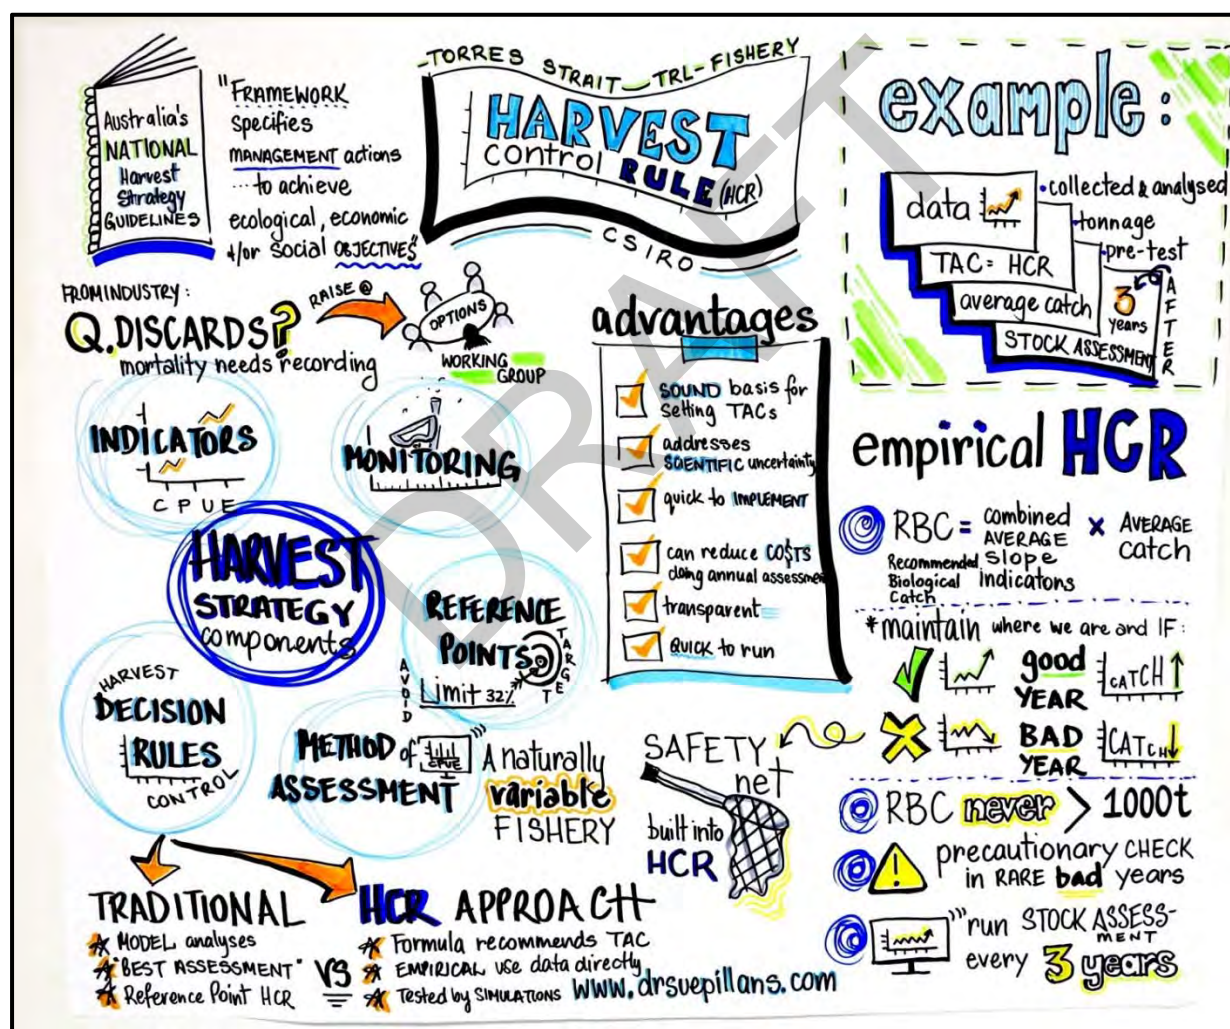 Australia's
NATIONAL
Harvest
Strategy
GUIDELINES
"FRAMEWORK
specifies
MANAGEMENT actions
... to achieve
ecological, economic
+/or social OBJECTIVES"
TORRES STRAIT TRL-FISHERY
HARVEST
control RULE (HCR)
CSIRO
example:
data
•collected & analysed
•tonnage
•pre-test
TAC = HCR
average catch
3
years
STOCK ASSESSMENT
AFTER
FROM INDUSTRY:
Q. DISCARDS?
mortality needs recording
RAISE @
OPTIONS
WORKING
GROUP
INDICATORS
CPUE
MONITORING
HARVEST
STRATEGY
components
REFERENCE
POINTS
AVOID
Limit 32%
TARGET
HARVEST
DECISION
RULES
CONTROL
METHOD of
CPUE
ASSESSMENT
A naturally
variable
FISHERY
advantages
SOUND basis for
setting TACs
addresses
SCIENTIFIC uncertainty
quick to IMPLEMENT
can reduce CO$TS
doing annual assessment
transparent
QUICK to run
empirical HCR
RBC = combined AVERAGE slope Indicatons × AVERAGE catch
Recommended
Biological
Catch
*maintain where we are and IF:
good
YEAR
CATCH ↑
BAD
YEAR
CATCH ↓
SAFETY
net
built into
HCR
RBC never > 1000t
precautionary CHECK
in RARE bad years
run STOCK ASSESS-
MENT
every 3 years
TRADITIONAL
MODEL analyses
"BEST ASSESSMENT"
Reference Point HCR
VS
HCR APPROACH
Formula recommends TAC
EMPIRICAL use data directly
Tested by SIMULATIONS
www.drsuepillans.com
DRAFT